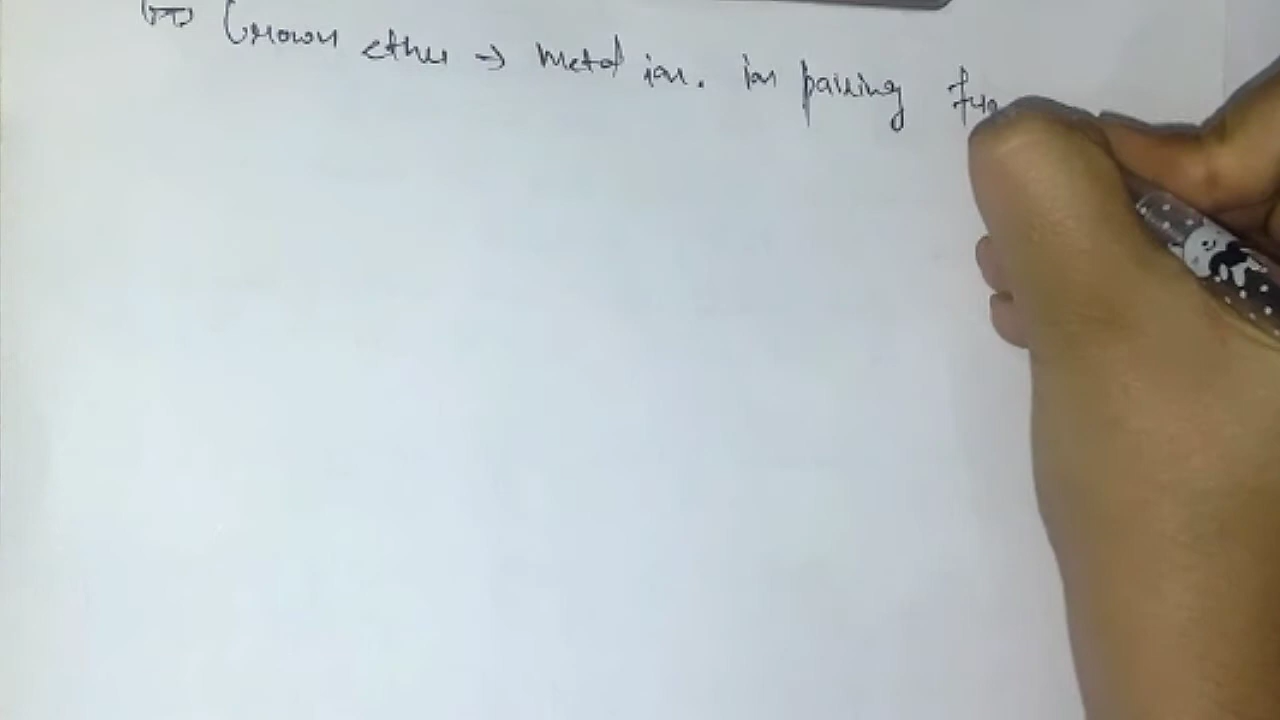 Crown ether → metal ion. ion pairing